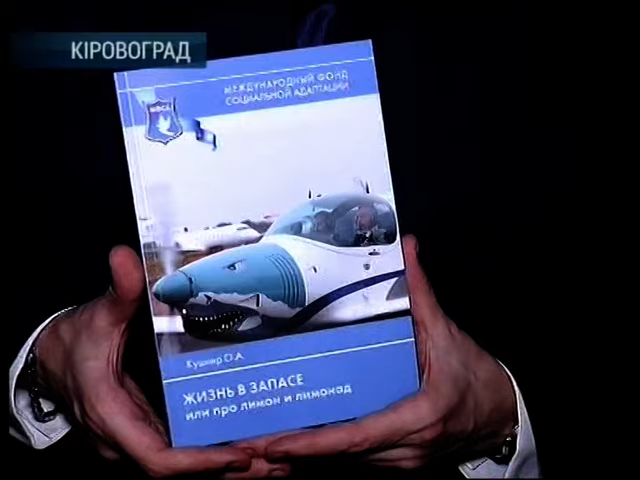 КІРОВОГРАД
МЕЖДУНАРОДНЫЙ ФОНД
СОЦИАЛЬНОЙ АДАПТАЦИИ
Кушнир О.А.
ЖИЗНЬ В ЗАПАСЕ
или про лимон и лимонад